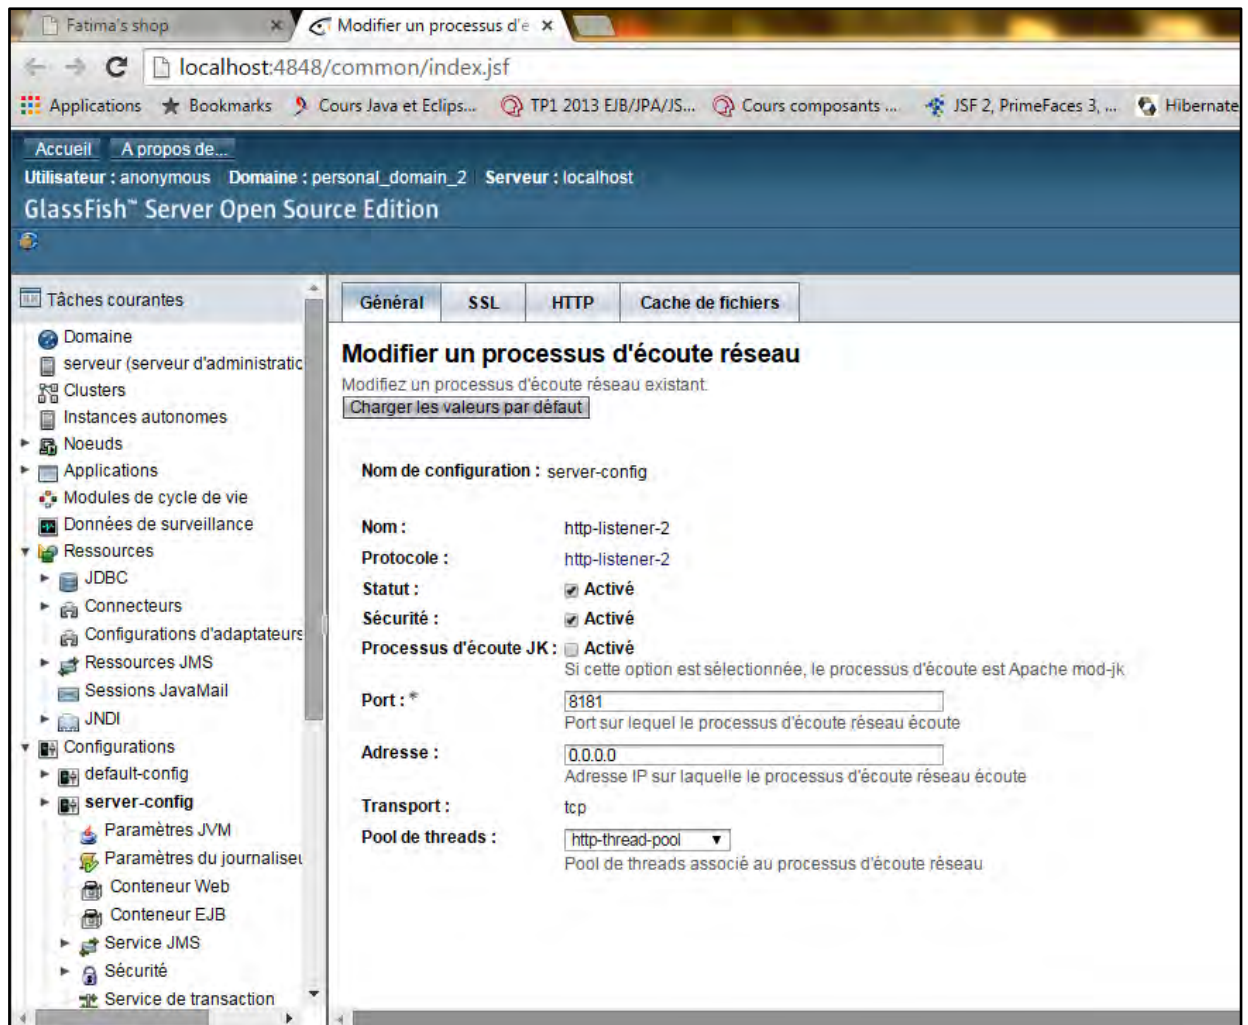 Fatima's shop
Modifier un processus d'e
localhost:4848/common/index.jsf
Applications Bookmarks Cours Java et Eclips... TP1 2013 EJB/JPA/JS... Cours composants ... JSF 2, PrimeFaces 3, ... Hibernate
Accueil A propos de...
Utilisateur : anonymous Domaine : personal_domain_2 Serveur : localhost
GlassFish™ Server Open Source Edition
Tâches courantes
Domaine
serveur (serveur d'administratio
Clusters
Instances autonomes
Noeuds
Applications
Modules de cycle de vie
Données de surveillance
Ressources
JDBC
Connecteurs
Configurations d'adaptateurs
Ressources JMS
Sessions JavaMail
JNDI
Configurations
default-config
server-config
Paramètres JVM
Paramètres du journaliseu
Conteneur Web
Conteneur EJB
Service JMS
Sécurité
Service de transaction
Général SSL HTTP Cache de fichiers
Modifier un processus d'écoute réseau
Modifiez un processus d'écoute réseau existant.
Charger les valeurs par défaut
Nom de configuration : server-config
Nom : http-listener-2
Protocole : http-listener-2
Statut : Activé
Sécurité : Activé
Processus d'écoute JK : Activé
Si cette option est sélectionnée, le processus d'écoute est Apache mod-jk
Port : * 8181
Port sur lequel le processus d'écoute réseau écoute
Adresse : 0.0.0.0
Adresse IP sur laquelle le processus d'écoute réseau écoute
Transport : tcp
Pool de threads : http-thread-pool
Pool de threads associé au processus d'écoute réseau